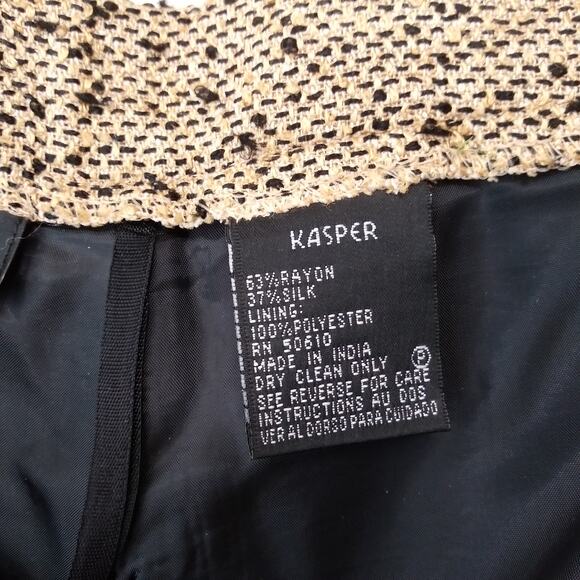 KASPER
63%RAYON
37%SILK
LINING:
100%POLYESTER
RN 50610
MADE IN INDIA
DRY CLEAN ONLY Ⓟ
SEE REVERSE FOR CARE
INSTRUCTIONS AU DOS
VER AL DORSO PARA CUIDADO